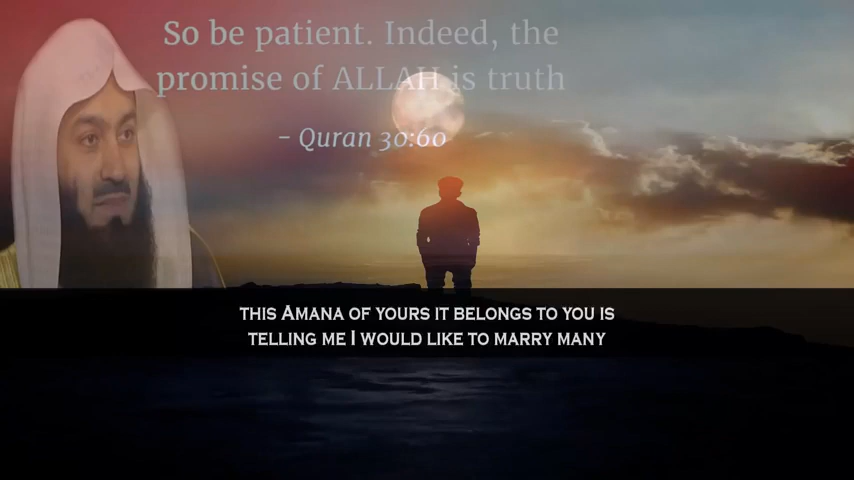 So be patient. Indeed, the
promise of ALLAH is truth
- Quran 30:60
THIS AMANA OF YOURS IT BELONGS TO YOU IS
TELLING ME I WOULD LIKE TO MARRY MANY